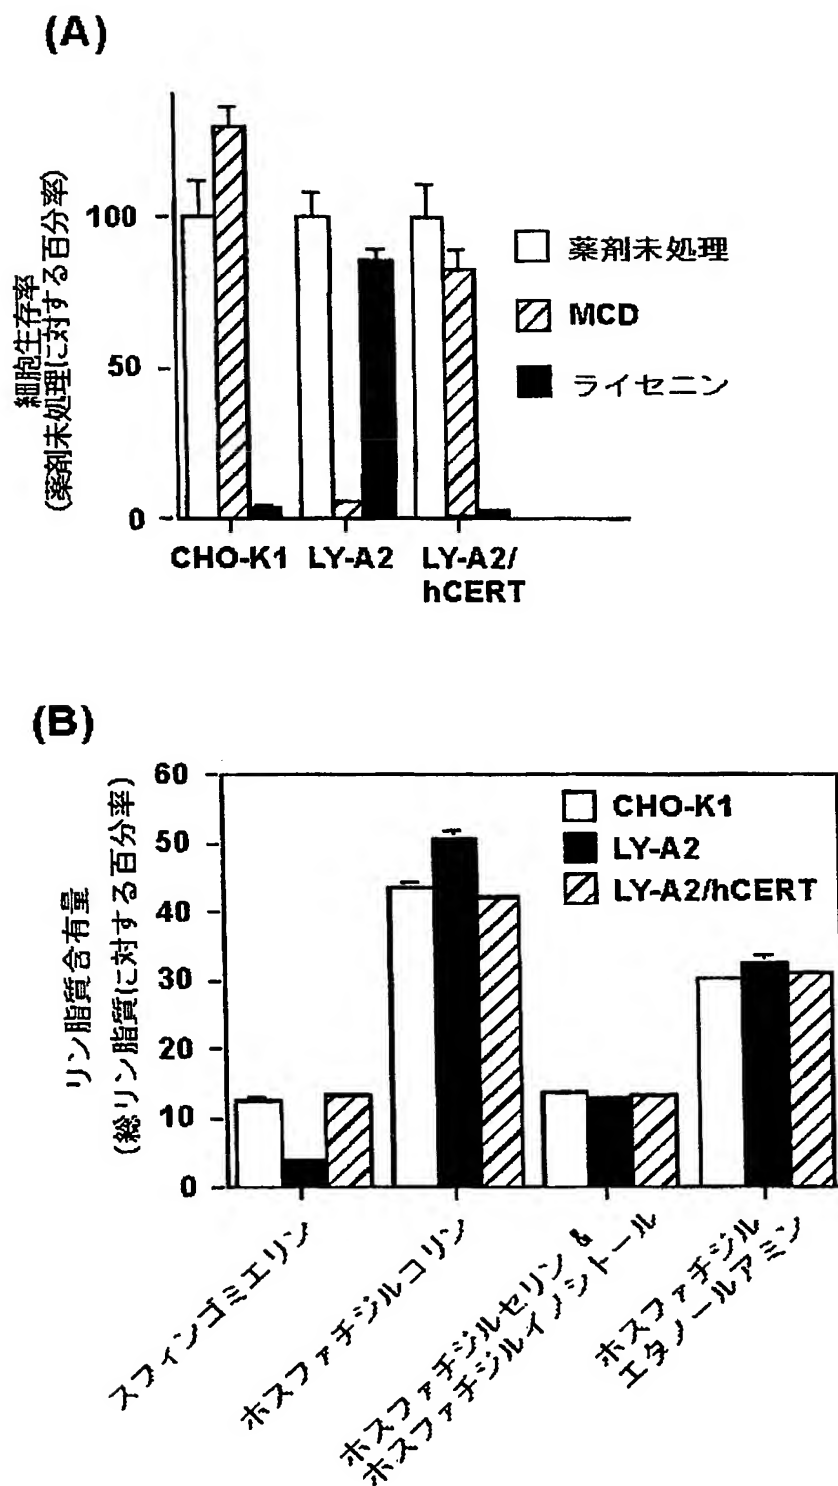 (A)
細胞生存率
(薬剤未処理に対する百分率)
100
50
0
薬剤未処理
MCD
ライセニン
CHO-K1
LY-A2
LY-A2/
hCERT
(B)
リン脂質含有量
(総リン脂質に対する百分率)
60
50
40
30
20
10
0
CHO-K1
LY-A2
LY-A2/hCERT
スフィンゴミエリン
ホスファチジルコリン
ホスファチジルセリン &
ホスファチジルイノシトール
ホスファチジル
エタノールアミン